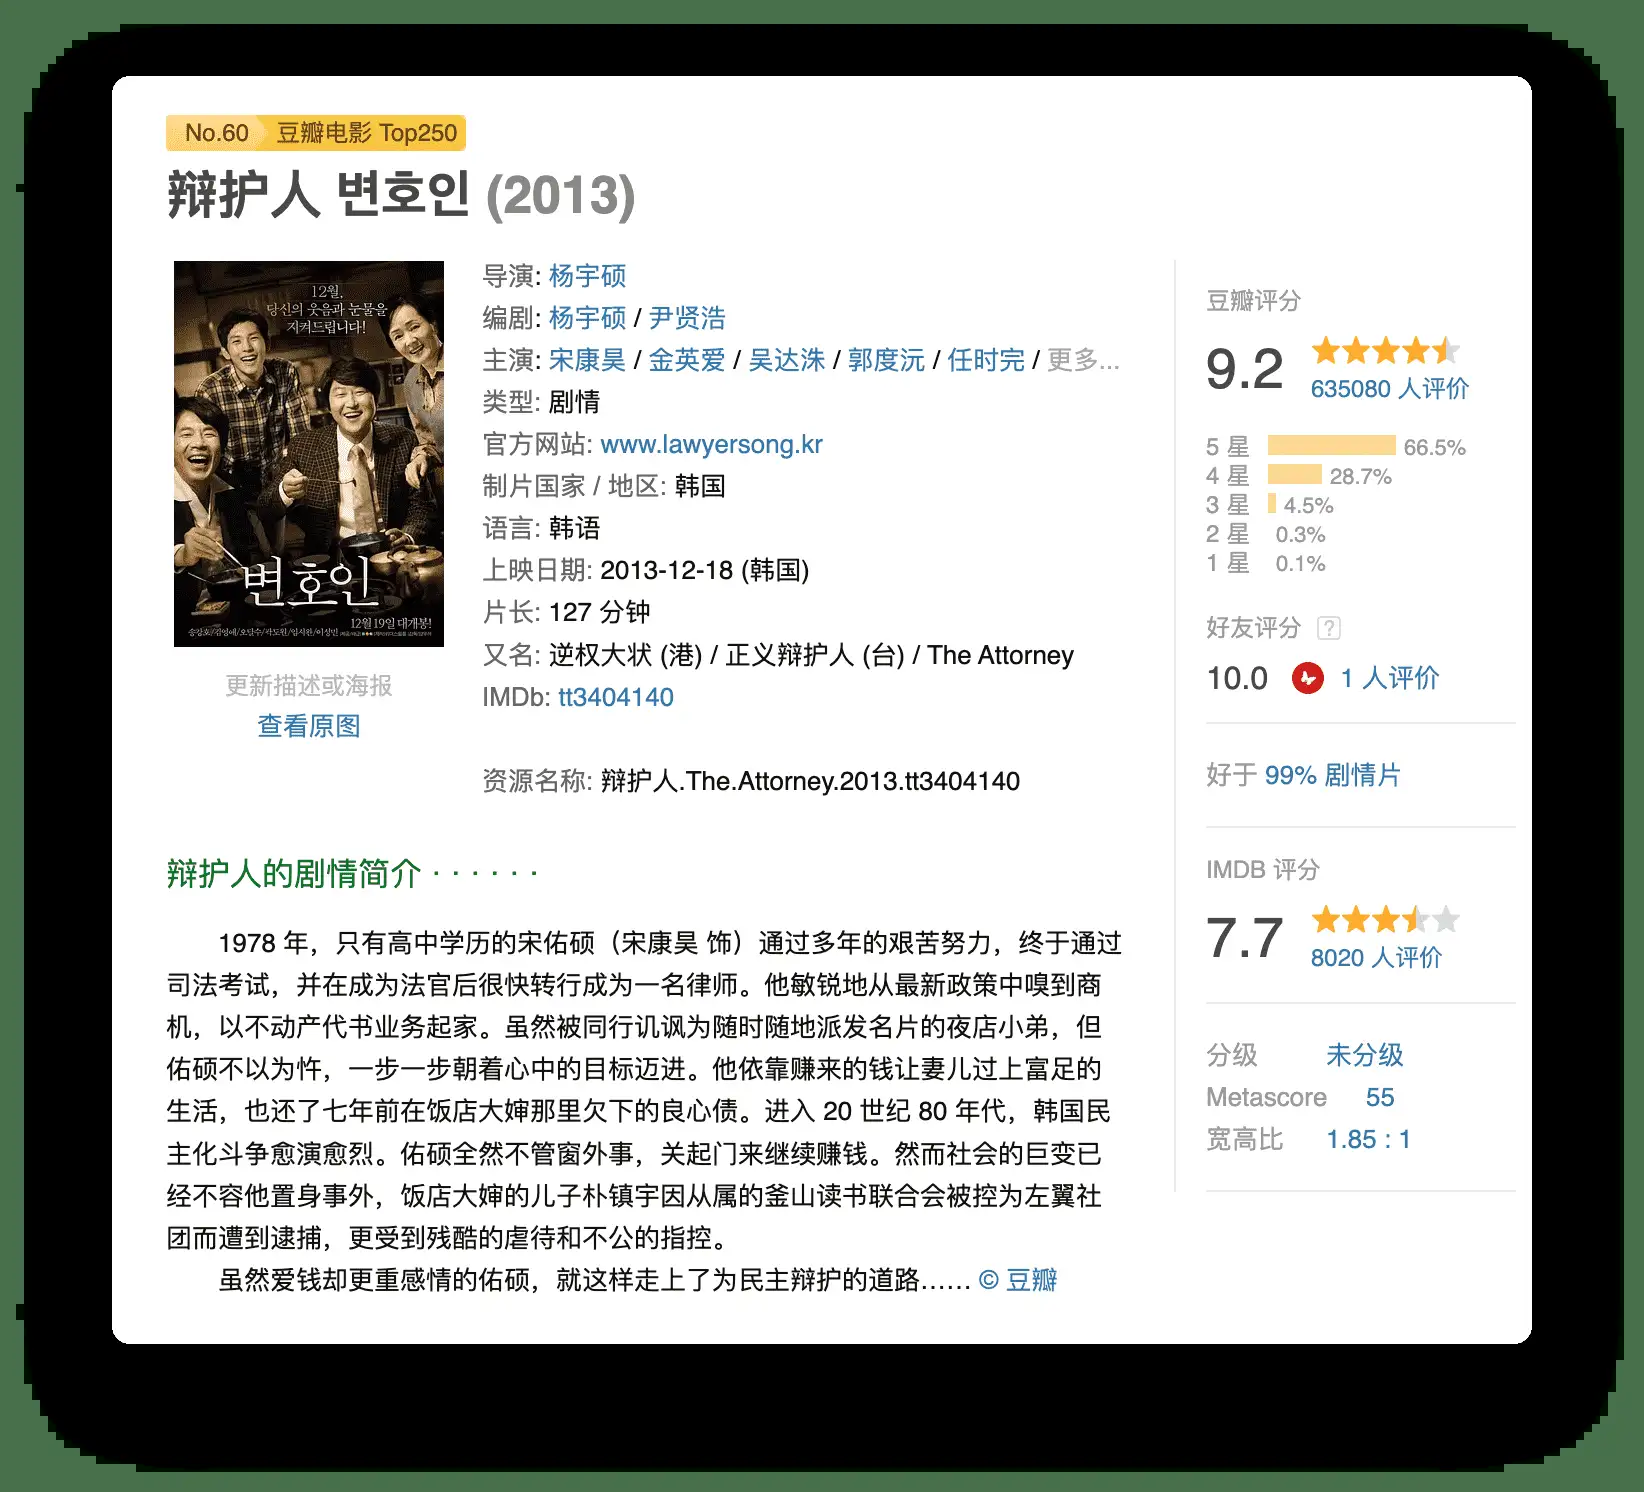 No.60 豆瓣电影 Top250
辩护人 변호인 (2013)
12월,
당신의 웃음과 눈물을
지켜드립니다!
변호인
12월 19일 대개봉!
송강호/김영애/오달수/곽도원/임시완/이성민
更新描述或海报
查看原图
导演: 杨宇硕
编剧: 杨宇硕 / 尹贤浩
主演: 宋康昊 / 金英爱 / 吴达洙 / 郭度沅 / 任时完 / 更多...
类型: 剧情
官方网站: www.lawyersong.kr
制片国家 / 地区: 韩国
语言: 韩语
上映日期: 2013-12-18 (韩国)
片长: 127 分钟
又名: 逆权大状 (港) / 正义辩护人 (台) / The Attorney
IMDb: tt3404140
资源名称: 辩护人.The.Attorney.2013.tt3404140
豆瓣评分
9.2
635080 人评价
5 星 66.5%
4 星 28.7%
3 星 4.5%
2 星 0.3%
1 星 0.1%
好友评分 ?
10.0 1 人评价
好于 99% 剧情片
IMDB 评分
7.7
8020 人评价
分级 未分级
Metascore 55
宽高比 1.85 : 1
辩护人的剧情简介 · · · · · ·
1978 年，只有高中学历的宋佑硕（宋康昊 饰）通过多年的艰苦努力，终于通过
司法考试，并在成为法官后很快转行成为一名律师。他敏锐地从最新政策中嗅到商
机，以不动产代书业务起家。虽然被同行讥讽为随时随地派发名片的夜店小弟，但
佑硕不以为忤，一步一步朝着心中的目标迈进。他依靠赚来的钱让妻儿过上富足的
生活，也还了七年前在饭店大婶那里欠下的良心债。进入 20 世纪 80 年代，韩国民
主化斗争愈演愈烈。佑硕全然不管窗外事，关起门来继续赚钱。然而社会的巨变已
经不容他置身事外，饭店大婶的儿子朴镇宇因从属的釜山读书联合会被控为左翼社
团而遭到逮捕，更受到残酷的虐待和不公的指控。
虽然爱钱却更重感情的佑硕，就这样走上了为民主辩护的道路…… © 豆瓣